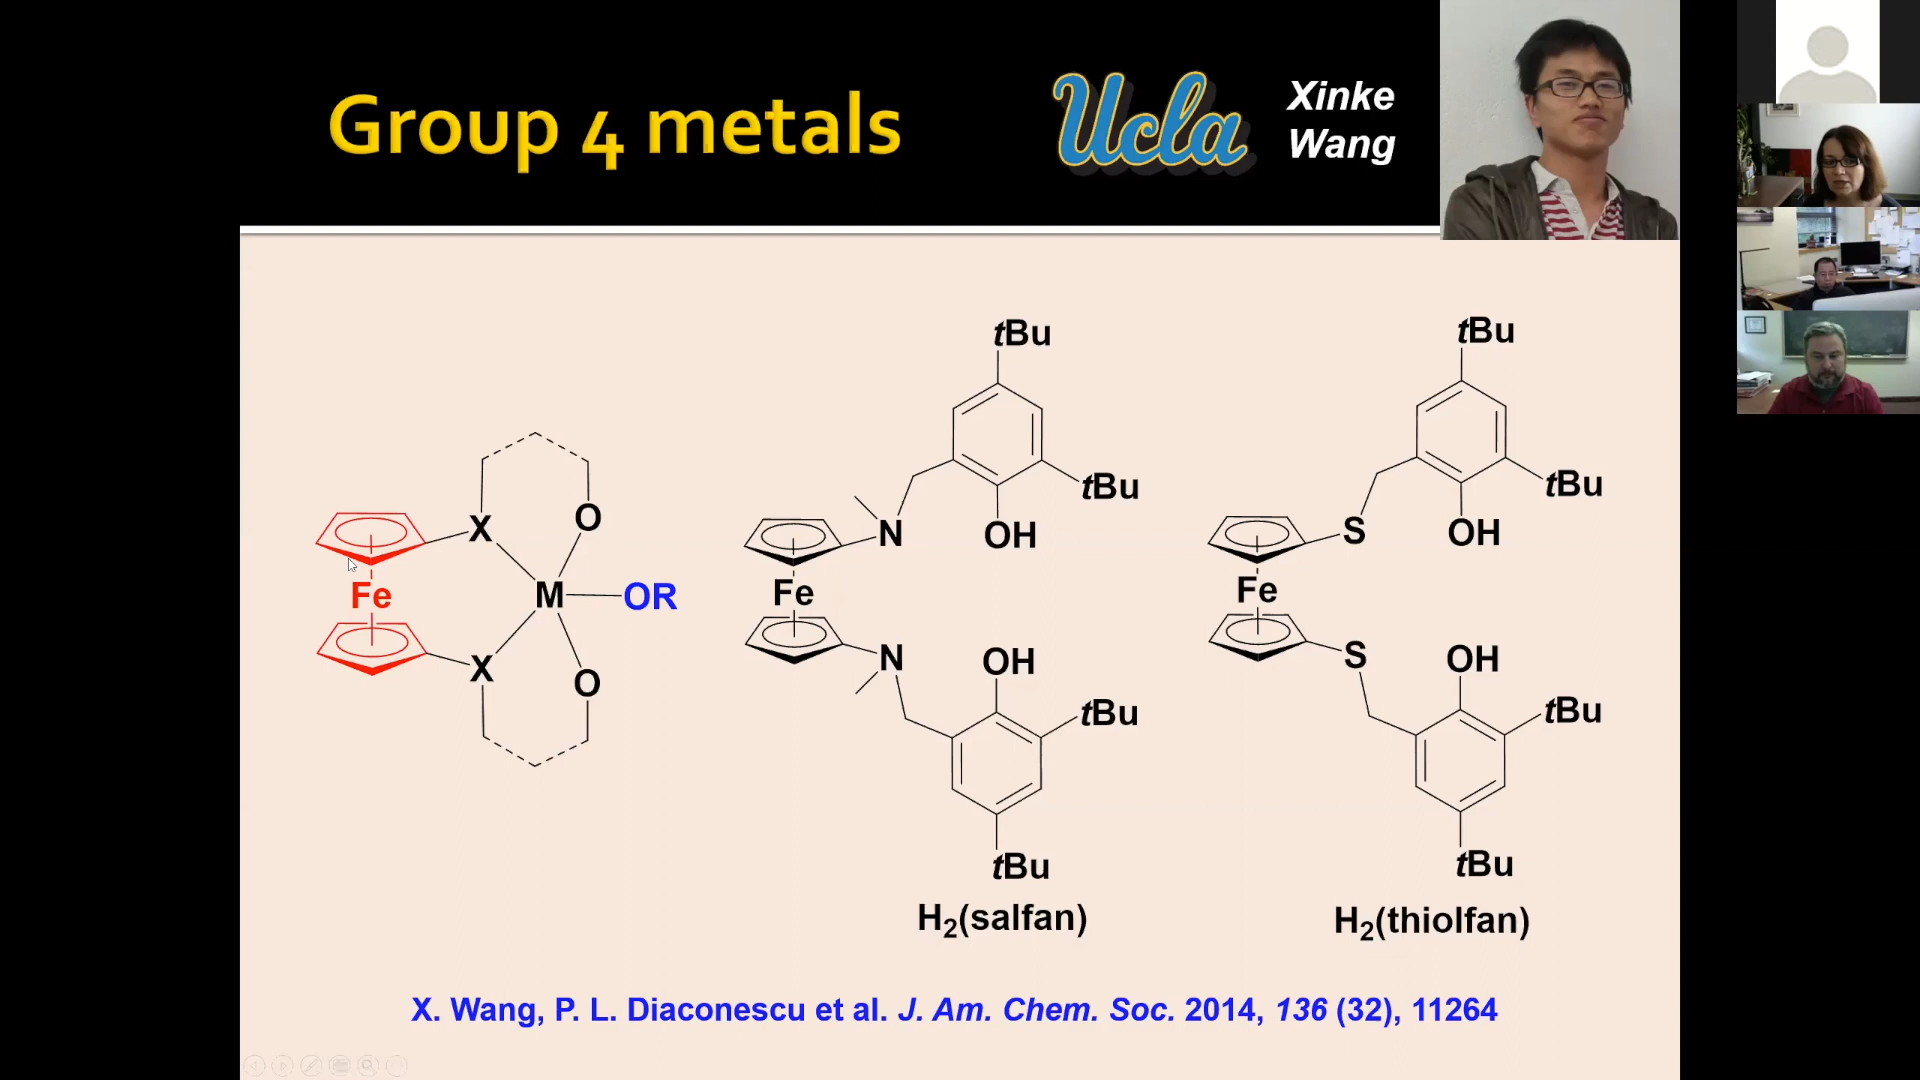 Group 4 metals
Ucla
Xinke
Wang
X
O
Fe
M
OR
X
O
tBu
tBu
N
OH
Fe
N
OH
tBu
tBu
H₂(salfan)
tBu
tBu
S
OH
Fe
S
OH
tBu
tBu
H₂(thiolfan)
X. Wang, P. L. Diaconescu et al. J. Am. Chem. Soc. 2014, 136 (32), 11264